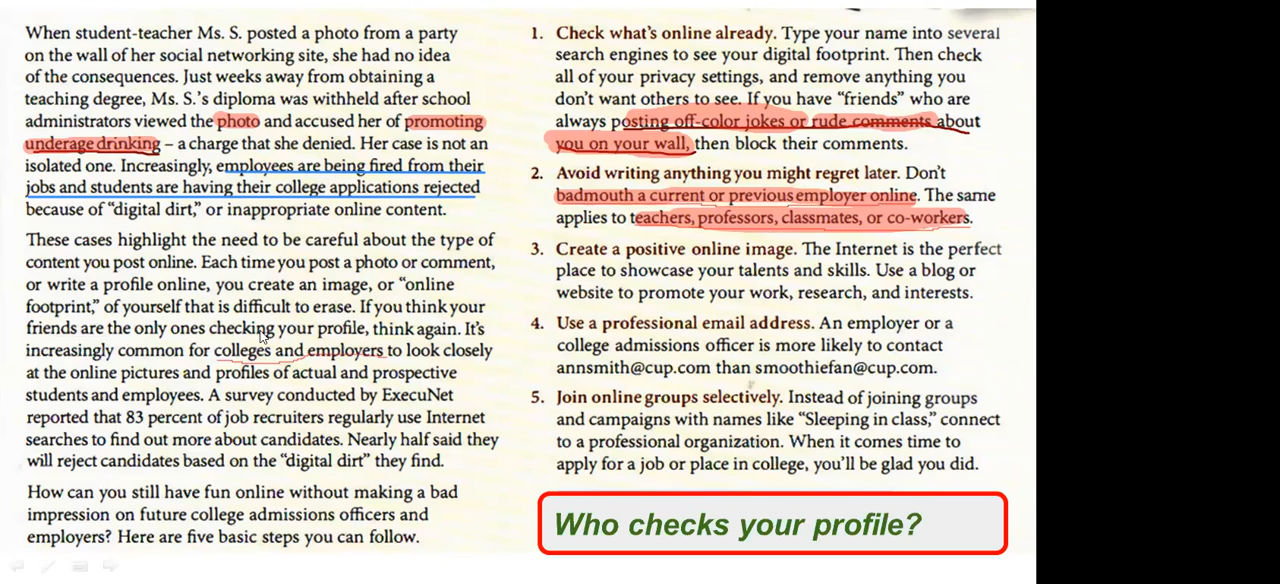 When student-teacher Ms. S. posted a photo from a party
on the wall of her social networking site, she had no idea
of the consequences. Just weeks away from obtaining a
teaching degree, Ms. S.'s diploma was withheld after school
administrators viewed the photo and accused her of promoting
underage drinking – a charge that she denied. Her case is not an
isolated one. Increasingly, employees are being fired from their
jobs and students are having their college applications rejected
because of “digital dirt,” or inappropriate online content.
These cases highlight the need to be careful about the type of
content you post online. Each time you post a photo or comment,
or write a profile online, you create an image, or “online
footprint,” of yourself that is difficult to erase. If you think your
friends are the only ones checking your profile, think again. It's
increasingly common for colleges and employers to look closely
at the online pictures and profiles of actual and prospective
students and employees. A survey conducted by ExecuNet
reported that 83 percent of job recruiters regularly use Internet
searches to find out more about candidates. Nearly half said they
will reject candidates based on the “digital dirt” they find.
How can you still have fun online without making a bad
impression on future college admissions officers and
employers? Here are five basic steps you can follow.
1. Check what's online already. Type your name into several
search engines to see your digital footprint. Then check
all of your privacy settings, and remove anything you
don't want others to see. If you have “friends” who are
always posting off-color jokes or rude comments about
you on your wall, then block their comments.
2. Avoid writing anything you might regret later. Don't
badmouth a current or previous employer online. The same
applies to teachers, professors, classmates, or co-workers.
3. Create a positive online image. The Internet is the perfect
place to showcase your talents and skills. Use a blog or
website to promote your work, research, and interests.
4. Use a professional email address. An employer or a
college admissions officer is more likely to contact
annsmith@cup.com than smoothiefan@cup.com.
5. Join online groups selectively. Instead of joining groups
and campaigns with names like “Sleeping in class,” connect
to a professional organization. When it comes time to
apply for a job or place in college, you'll be glad you did.
Who checks your profile?